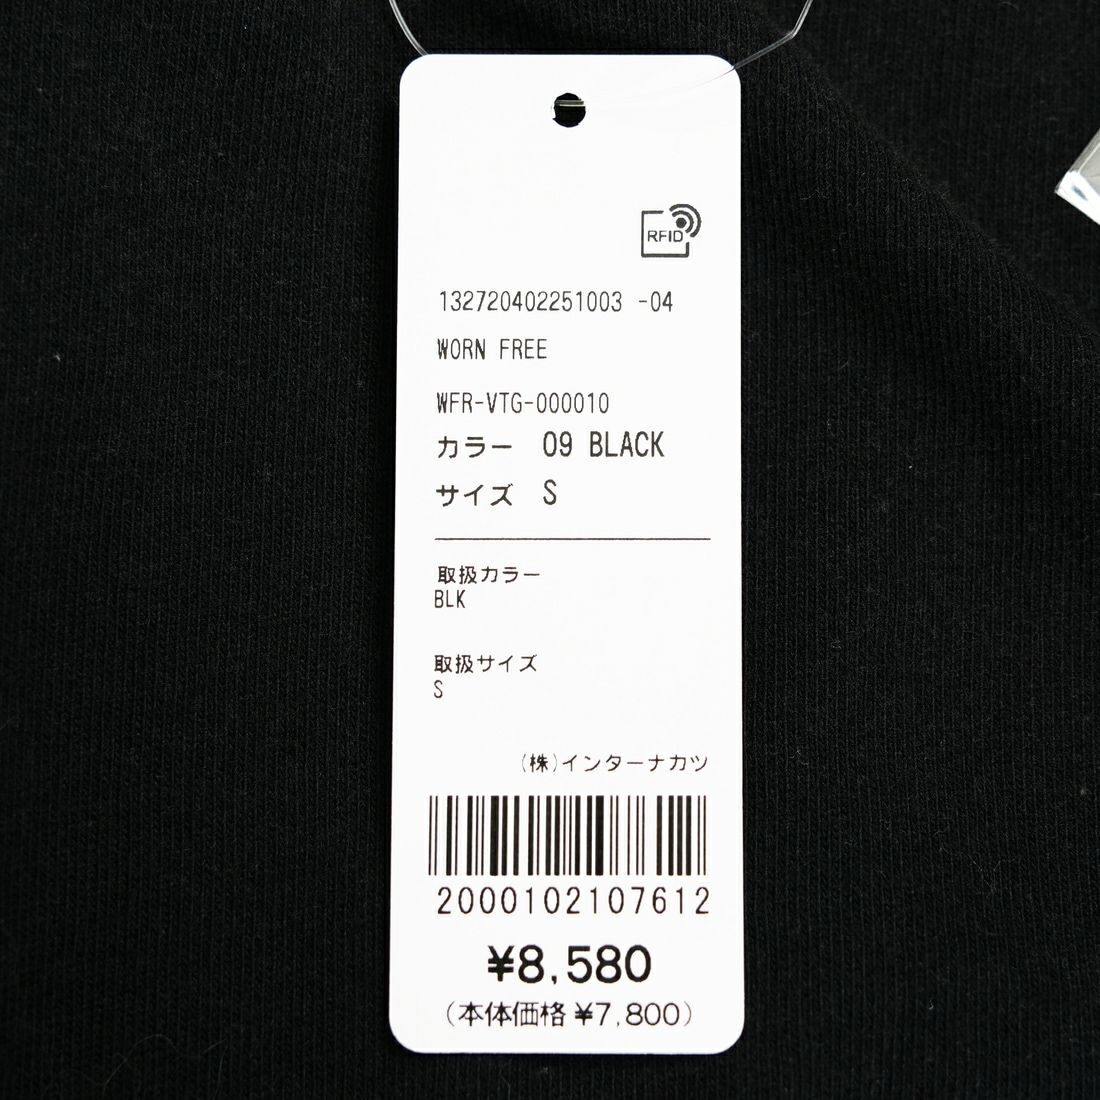 RFID
132720402251003 -04
WORN FREE
WFR-VTG-000010
カラー 09 BLACK
サイズ S
取扱カラー
BLK
取扱サイズ
S
(株)インターナカツ
2000102107612
¥8,580
(本体価格 ¥7,800)